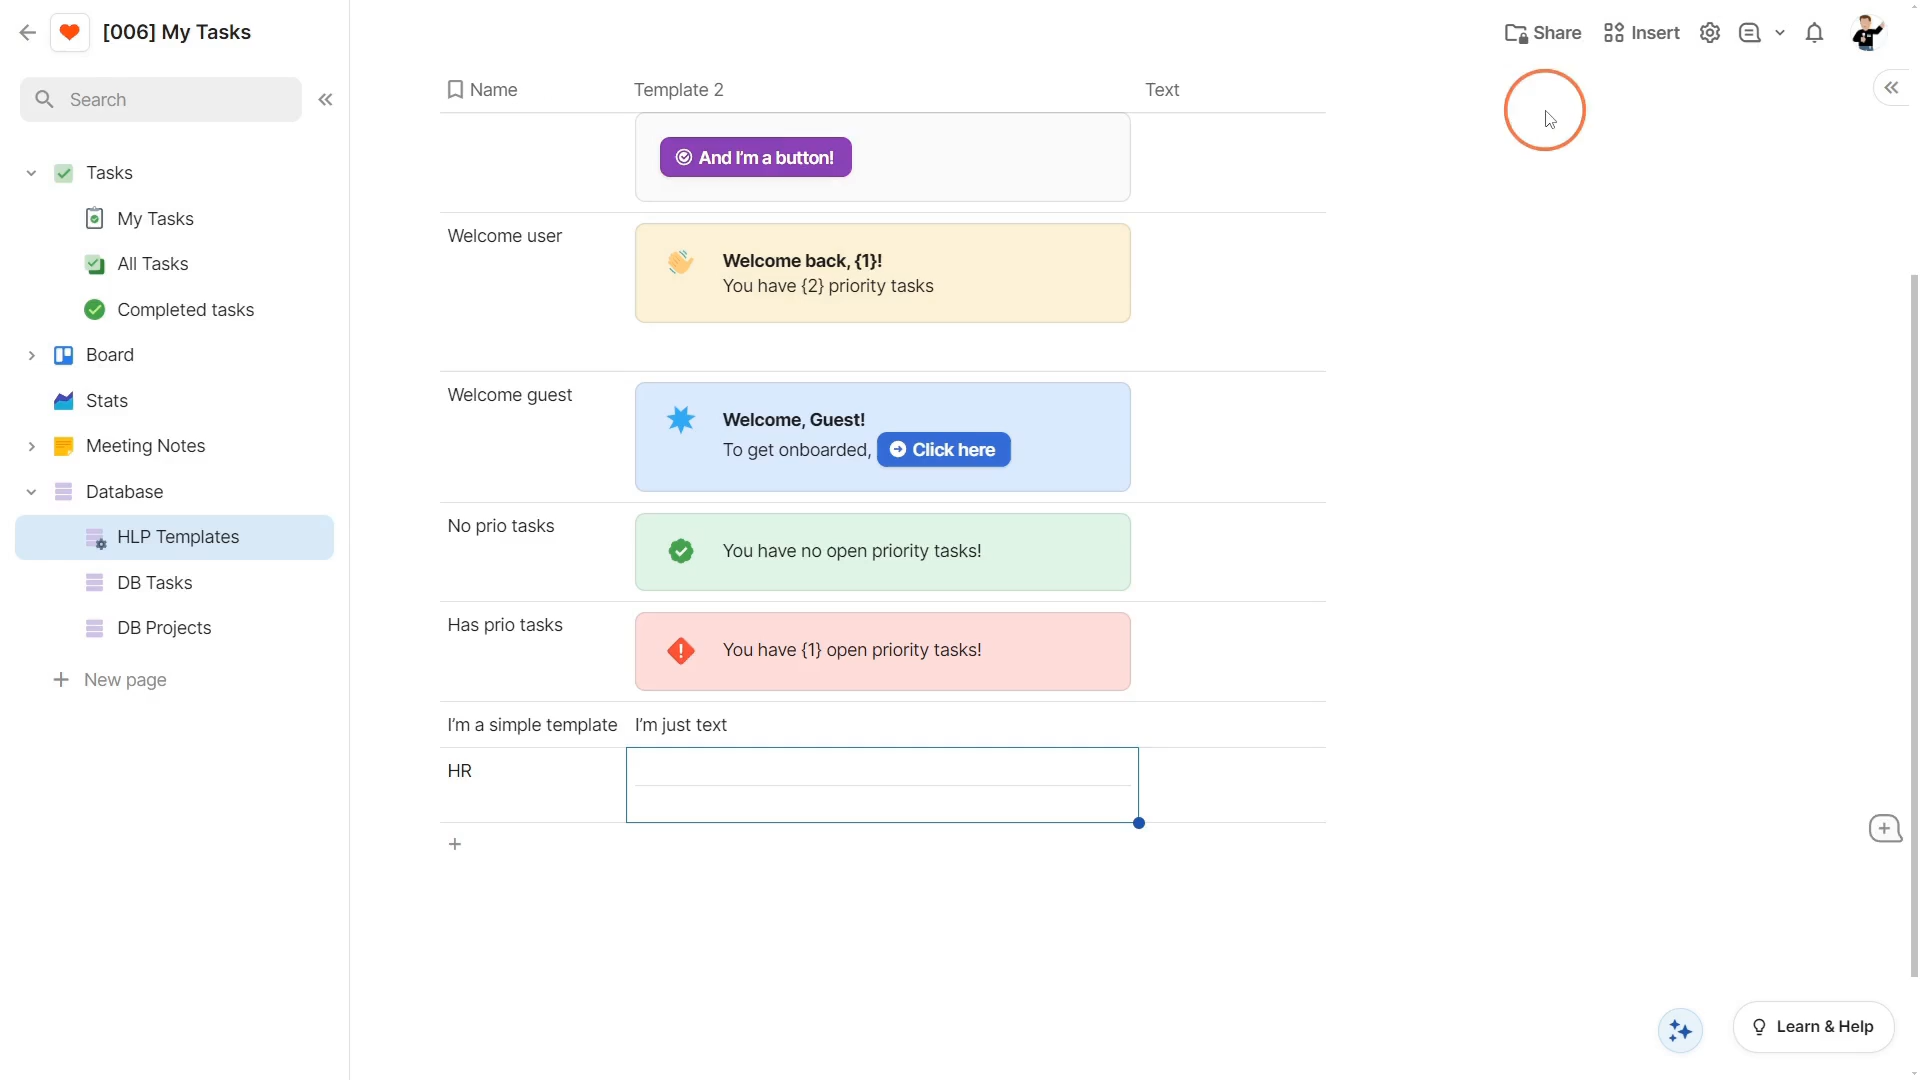 [006] My Tasks
Share
Insert
Search
Tasks
My Tasks
All Tasks
Completed tasks
Board
Stats
Meeting Notes
Database
HLP Templates
DB Tasks
DB Projects
New page
Name
Template 2
Text
And I'm a button!
Welcome user
Welcome back, {1}!
You have {2} priority tasks
Welcome guest
Welcome, Guest!
To get onboarded, Click here
No prio tasks
You have no open priority tasks!
Has prio tasks
You have {1} open priority tasks!
I'm a simple template
I'm just text
HR
Learn & Help